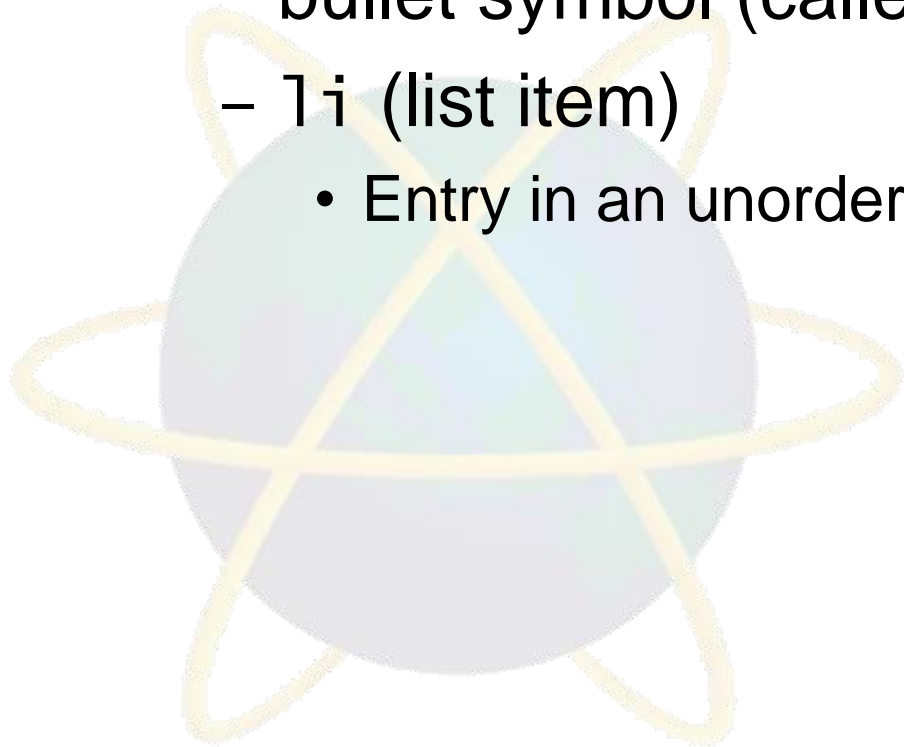 bullet symbol (calle
– li (list item)
• Entry in an unorder